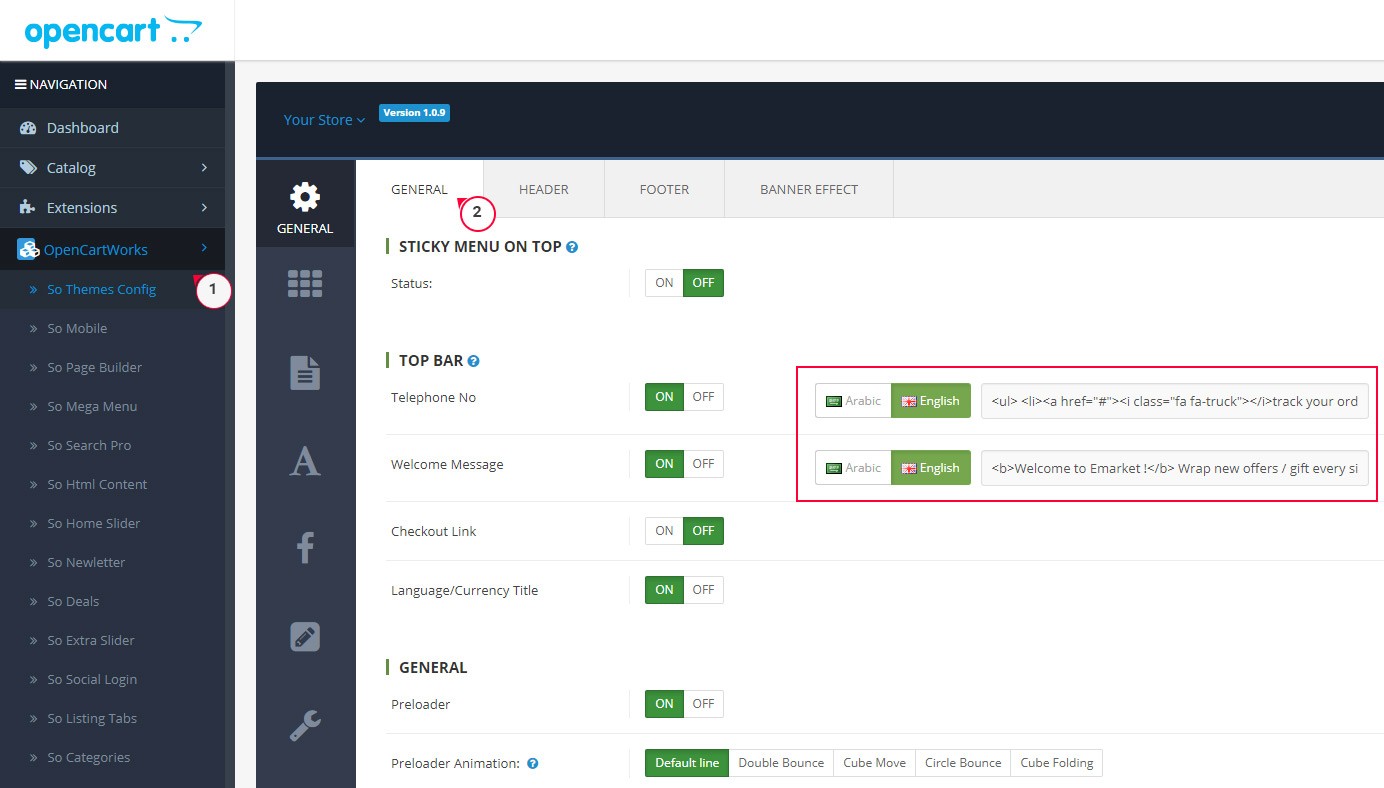 opencart
NAVIGATION
Dashboard
Catalog
Extensions
OpenCartWorks
So Themes Config
1
So Mobile
So Page Builder
So Mega Menu
So Search Pro
So Html Content
So Home Slider
So Newletter
So Deals
So Extra Slider
So Social Login
So Listing Tabs
So Categories
Your Store Version 1.0.9
GENERAL
GENERAL HEADER FOOTER BANNER EFFECT
2
STICKY MENU ON TOP ?
Status: ON OFF
TOP BAR ?
Telephone No ON OFF Arabic English <ul> <li><a href="#"><i class="fa fa-truck"></i>track your ord
Welcome Message ON OFF Arabic English <b>Welcome to Emarket !</b> Wrap new offers / gift every si
Checkout Link ON OFF
Language/Currency Title ON OFF
GENERAL
Preloader ON OFF
Preloader Animation: ? Default line Double Bounce Cube Move Circle Bounce Cube Folding